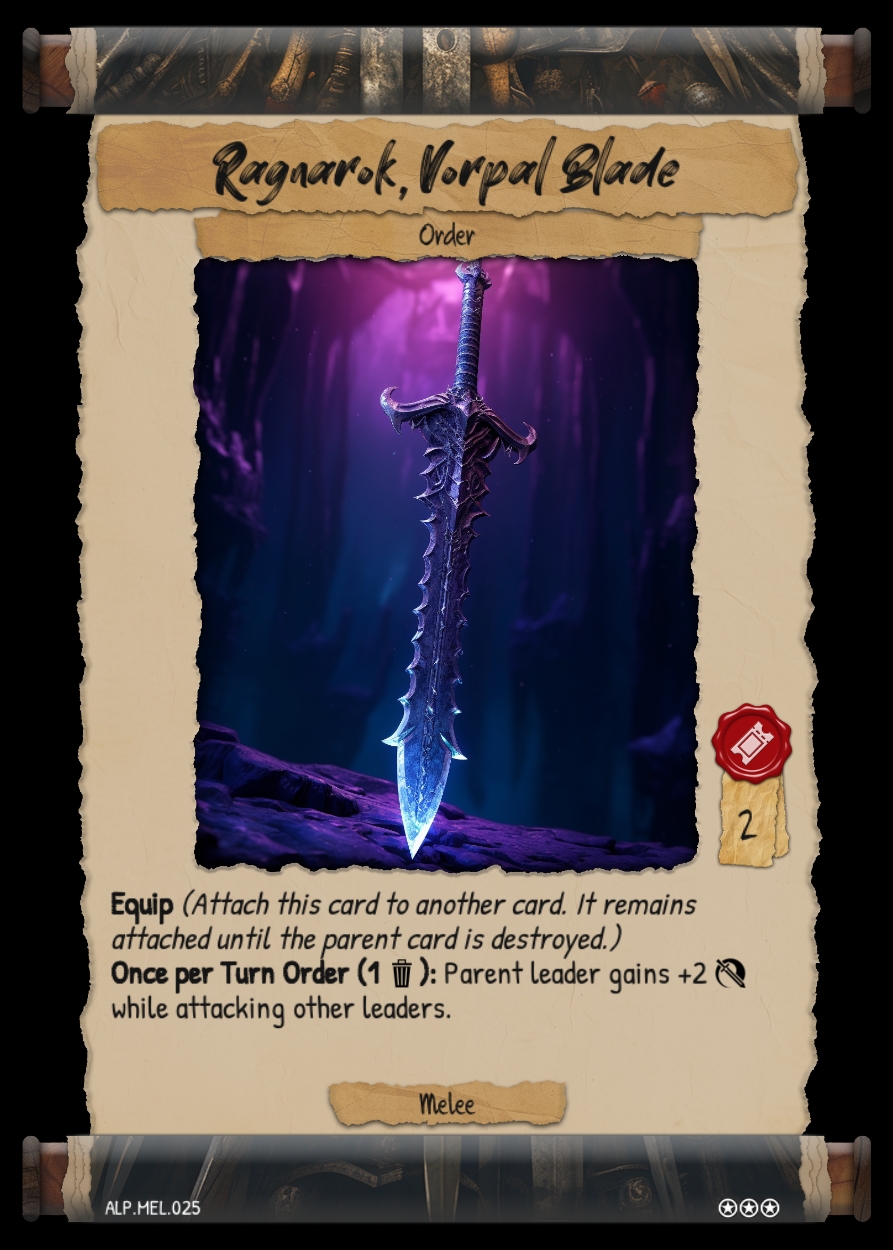 Ragnarok, Vorpal Blade
Order
2
Equip (Attach this card to another card. It remains
attached until the parent card is destroyed.)
Once per Turn Order (1 ): Parent leader gains +2
while attacking other leaders.
Melee
ALP.MEL.025